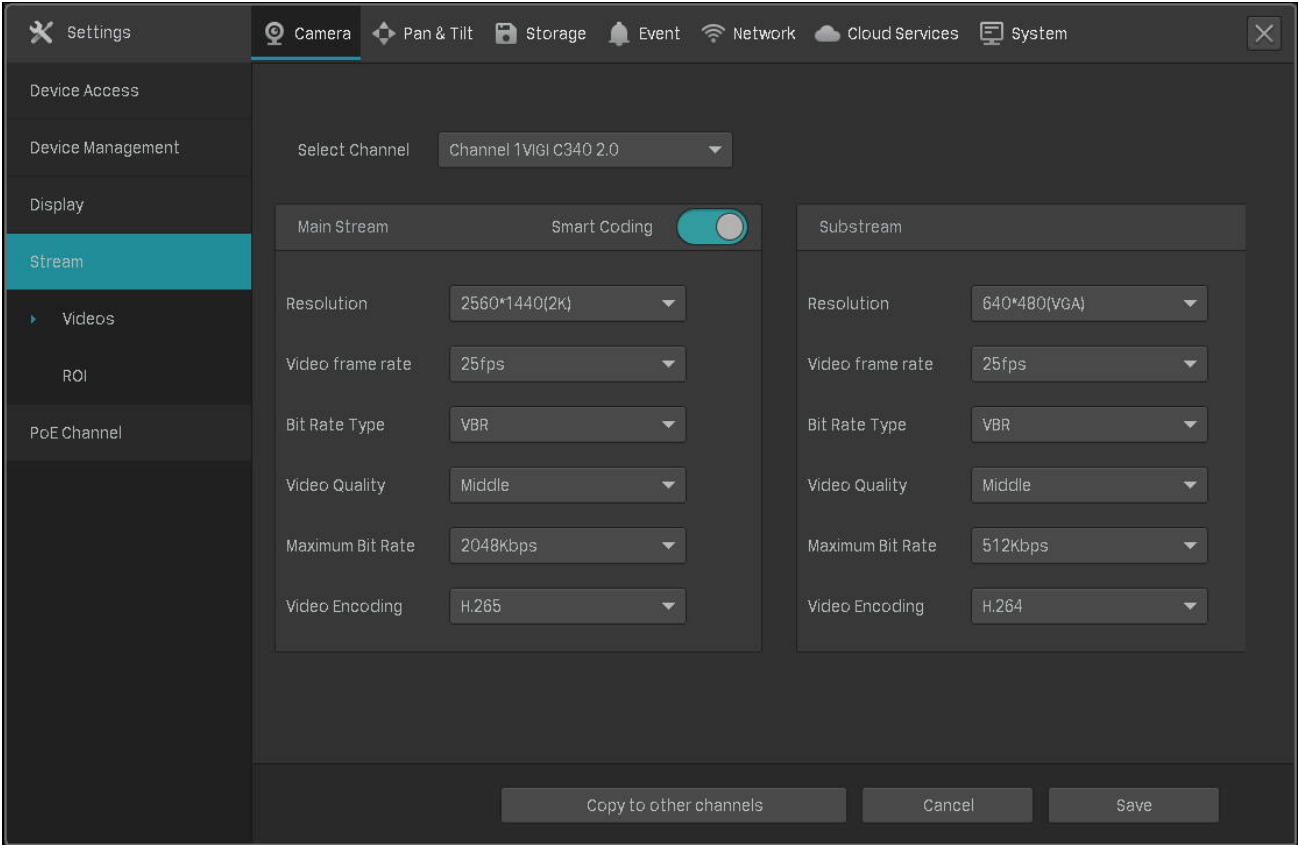 Settings
Camera Pan & Tilt Storage Event Network Cloud Services System
Device Access
Device Management
Display
Stream
Videos
ROI
PoE Channel
Select Channel Channel 1VIGI C340 2.0
Main Stream Smart Coding
Resolution 2560*1440(2K)
Video frame rate 25fps
Bit Rate Type VBR
Video Quality Middle
Maximum Bit Rate 2048Kbps
Video Encoding H.265
Substream
Resolution 640*480(VGA)
Video frame rate 25fps
Bit Rate Type VBR
Video Quality Middle
Maximum Bit Rate 512Kbps
Video Encoding H.264
Copy to other channels Cancel Save